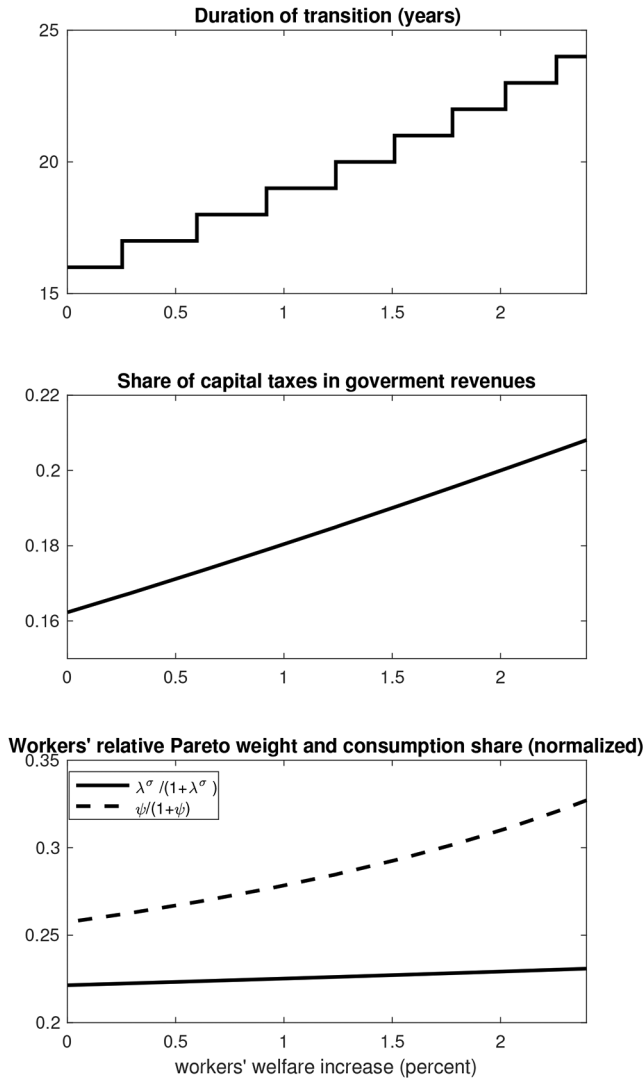 Duration of transition (years)
25
20
15
0 0.5 1 1.5 2
Share of capital taxes in goverment revenues
0.22
0.2
0.18
0.16
0 0.5 1 1.5 2
Workers' relative Pareto weight and consumption share (normalized)
0.35
λ^σ /(1+λ^σ )
ψ/(1+ψ)
0.3
0.25
0.2
0 0.5 1 1.5 2
workers' welfare increase (percent)